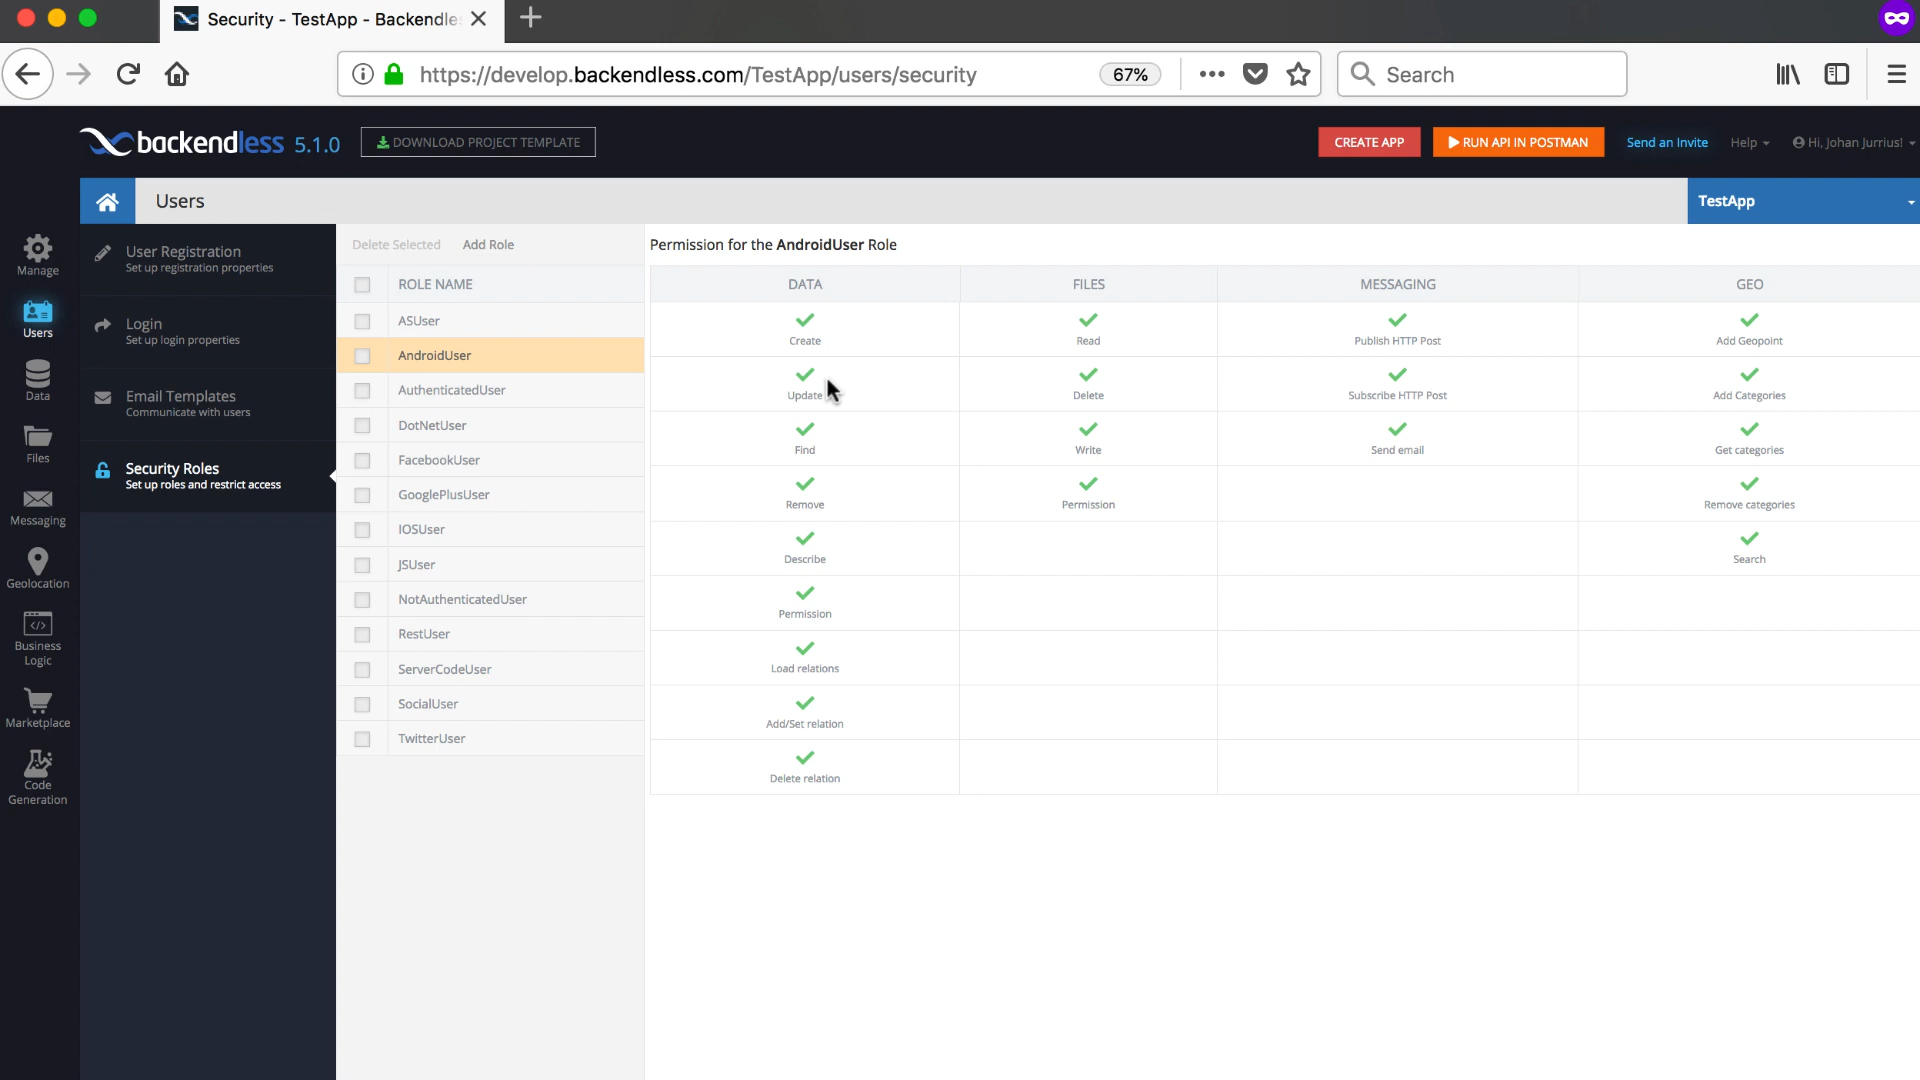 Security - TestApp - Backendles
https://develop.backendless.com/TestApp/users/security
67%
Search
backendless 5.1.0
DOWNLOAD PROJECT TEMPLATE
CREATE APP
RUN API IN POSTMAN
Send an Invite
Help
Hi, Johan Jurrius!
Users
TestApp
Manage
Users
Data
Files
Messaging
Geolocation
Business
Logic
Marketplace
Code
Generation
User Registration
Set up registration properties
Login
Set up login properties
Email Templates
Communicate with users
Security Roles
Set up roles and restrict access
Delete Selected Add Role
ROLE NAME
ASUser
AndroidUser
AuthenticatedUser
DotNetUser
FacebookUser
GooglePlusUser
IOSUser
JSUser
NotAuthenticatedUser
RestUser
ServerCodeUser
SocialUser
TwitterUser
Permission for the AndroidUser Role
DATA FILES MESSAGING GEO
Create Read Publish HTTP Post Add Geopoint
Update Delete Subscribe HTTP Post Add Categories
Find Write Send email Get categories
Remove Permission Remove categories
Describe Search
Permission
Load relations
Add/Set relation
Delete relation